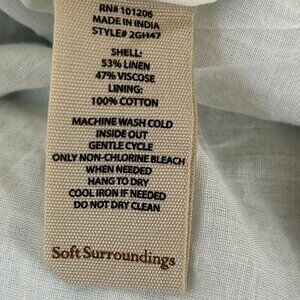 RN# 101206
MADE IN INDIA
STYLE# 2GH47
SHELL:
53% LINEN
47% VISCOSE
LINING:
100% COTTON
MACHINE WASH COLD
INSIDE OUT
GENTLE CYCLE
ONLY NON-CHLORINE BLEACH
WHEN NEEDED
HANG TO DRY
COOL IRON IF NEEDED
DO NOT DRY CLEAN
Soft Surroundings